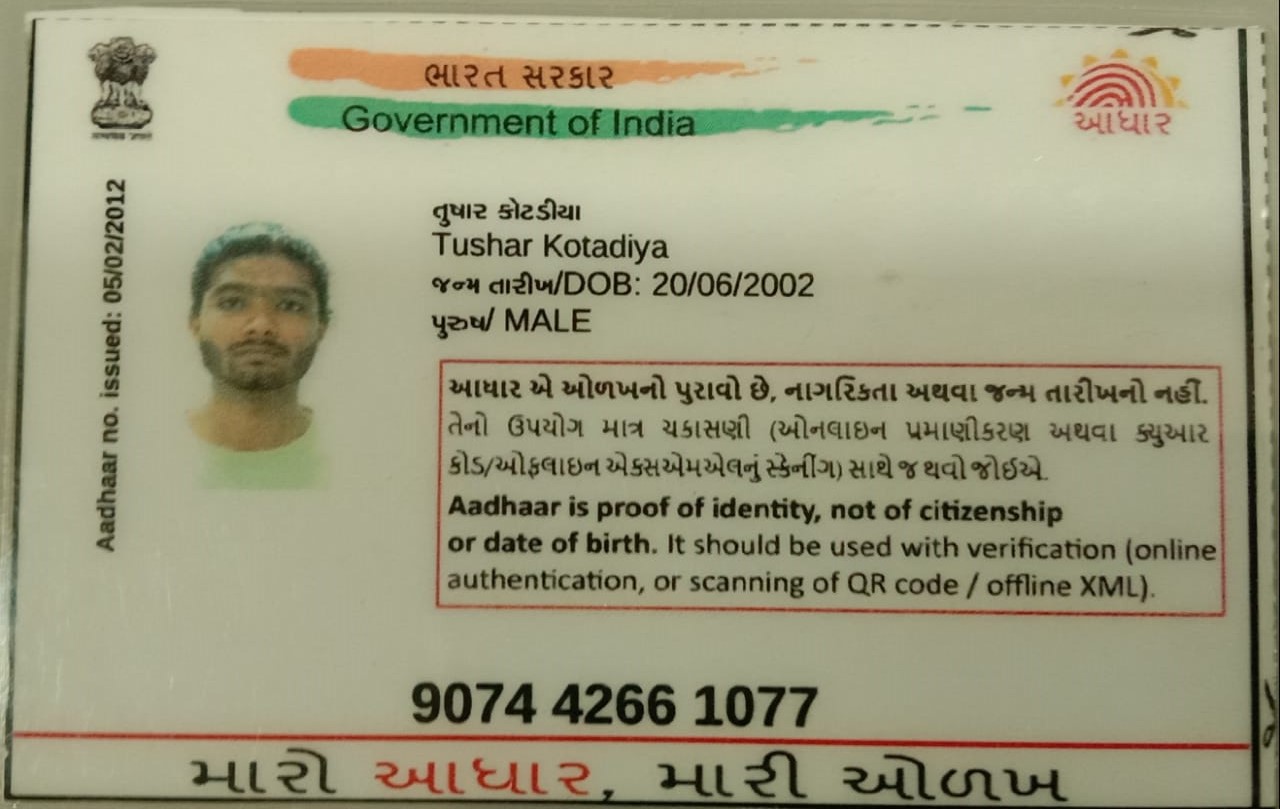 ભારત સરકાર
Government of India
આધાર
Aadhaar no. issued: 05/02/2012
તુષાર કોટડીયા
Tushar Kotadiya
જન્મ તારીખ/DOB: 20/06/2002
પુરુષ/ MALE
આધાર એ ઓળખનો પુરાવો છે, નાગરિકતા અથવા જન્મ તારીખનો નહીં.
તેનો ઉપયોગ માત્ર ચકાસણી (ઓનલાઇન પ્રમાણીકરણ અથવા ક્યુઆર
કોડ/ઓફલાઇન એક્સએમએલનું સ્કેનીંગ) સાથે જ થવો જોઈએ.
Aadhaar is proof of identity, not of citizenship
or date of birth. It should be used with verification (online
authentication, or scanning of QR code / offline XML).
9074 4266 1077
મારો આધાર, મારી ઓળખ